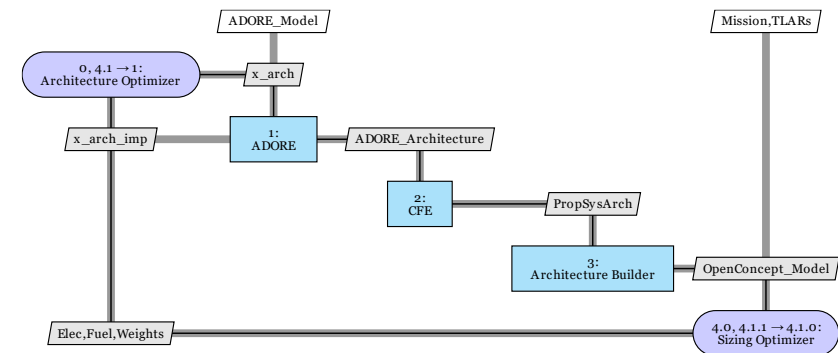 ADORE_Model
Mission,TLARs
0, 4.1 → 1:
Architecture Optimizer
x_arch
x_arch_imp
1:
ADORE
ADORE_Architecture
2:
CFE
PropSysArch
3:
Architecture Builder
OpenConcept_Model
Elec,Fuel,Weights
4.0, 4.1.1 → 4.1.0:
Sizing Optimizer